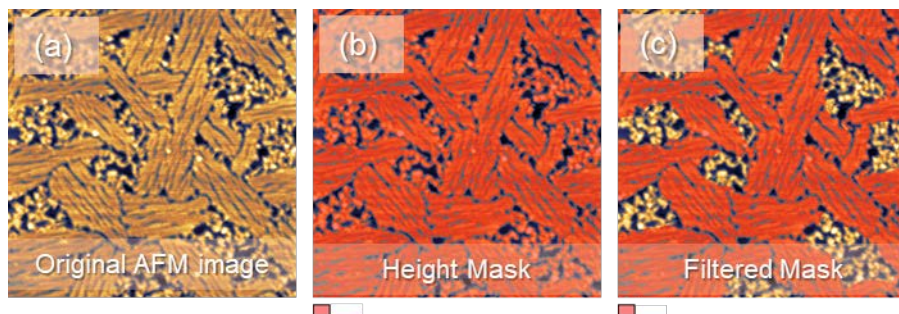 (a)
(b)
(c)
Original AFM image
Height Mask
Filtered Mask